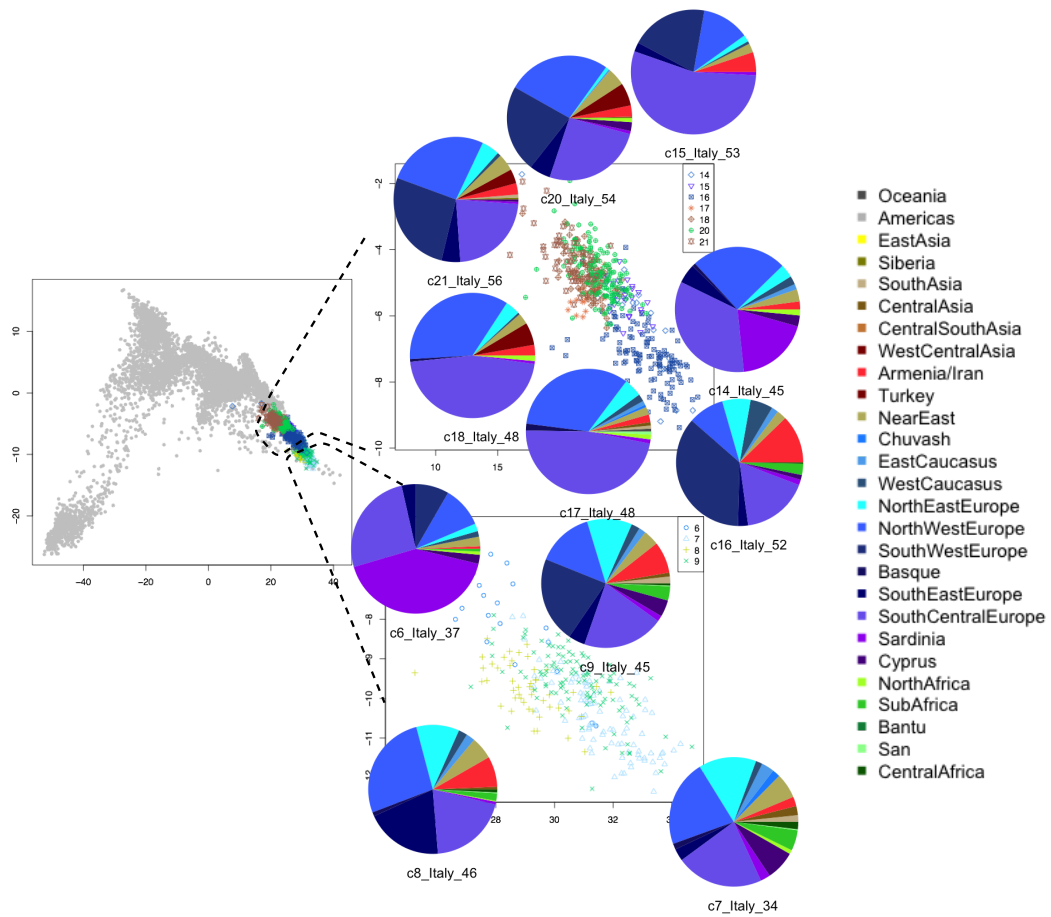 c15_Italy_53
c20_Italy_54
c21_Italy_56
c18_Italy_48
c14_Italy_45
c17_Italy_48
c16_Italy_52
14
15
16
17
18
20
21
-2
-4
-6
-8
-10
10
15
10
0
-10
-20
-40
-20
0
20
40
6
7
8
9
c6_Italy_37
c9_Italy_45
c8_Italy_46
c7_Italy_34
-8
-9
-10
-11
-12
28
30
32
Oceania
Americas
EastAsia
Siberia
SouthAsia
CentralAsia
CentralSouthAsia
WestCentralAsia
Armenia/Iran
Turkey
NearEast
Chuvash
EastCaucasus
WestCaucasus
NorthEastEurope
NorthWestEurope
SouthWestEurope
Basque
SouthEastEurope
SouthCentralEurope
Sardinia
Cyprus
NorthAfrica
SubAfrica
Bantu
San
CentralAfrica